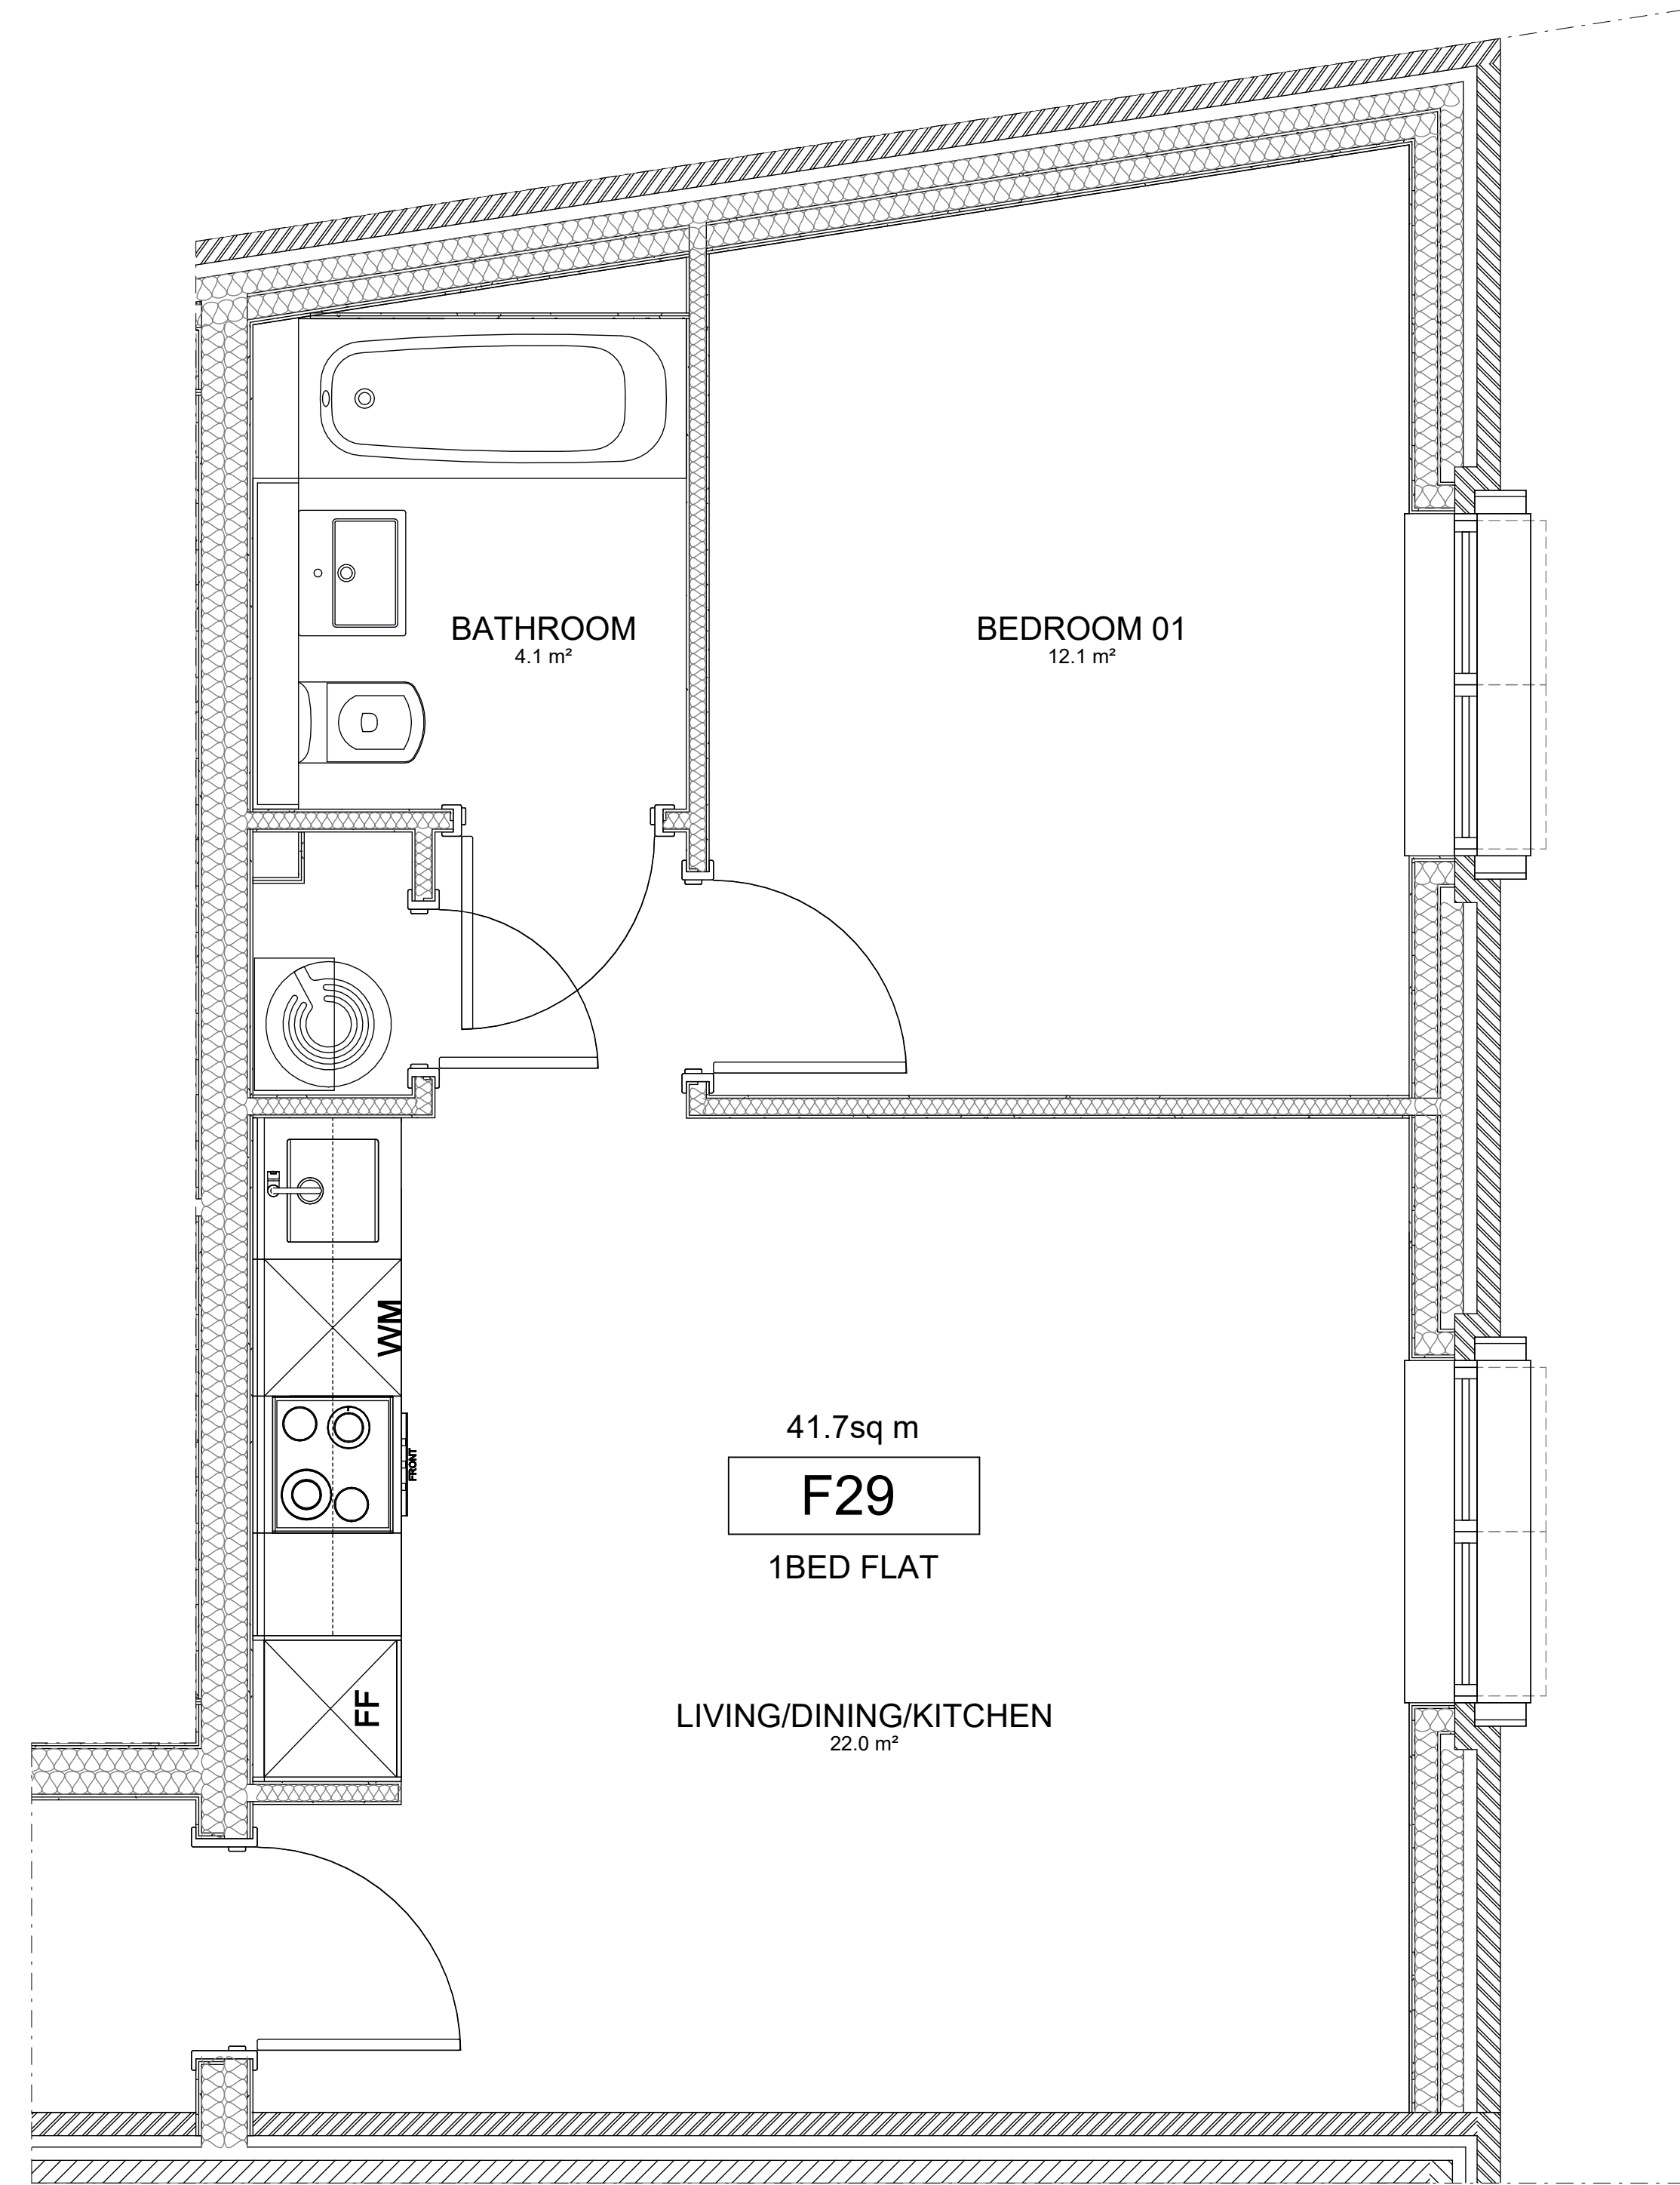 BATHROOM
4.1 m²
BEDROOM 01
12.1 m²
WM
FRONT
41.7sq m
F29
1BED FLAT
FF
LIVING/DINING/KITCHEN
22.0 m²